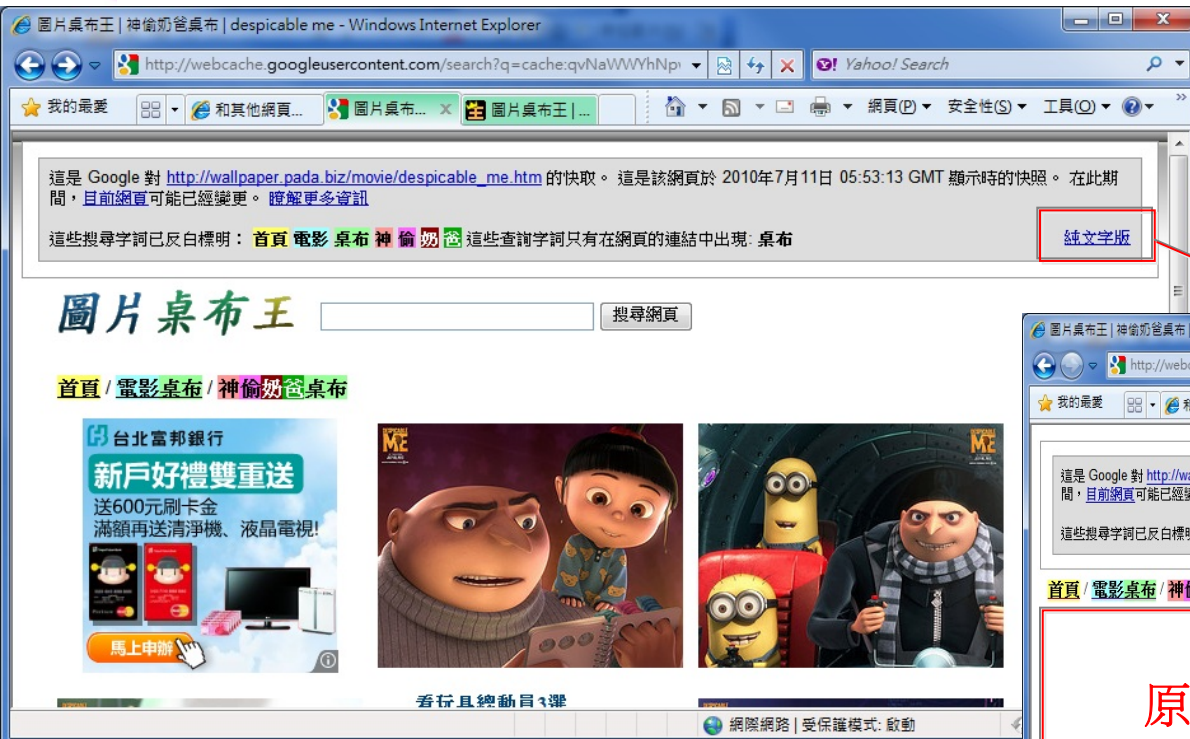 圖片桌布王 | 神偷奶爸桌布 | despicable me - Windows Internet Explorer
http://webcache.googleusercontent.com/search?q=cache:qvNaWWYhNp
Yahoo! Search
我的最愛
和其他網頁...
圖片桌布...
圖片桌布王 | ...
網頁(P)
安全性(S)
工具(O)
這是 Google 對 http://wallpaper.pada.biz/movie/despicable_me.htm 的快取。 這是該網頁於 2010年7月11日 05:53:13 GMT 顯示時的快照。 在此期
間，目前網頁可能已經變更。 瞭解更多資訊
這些搜尋字詞已反白標明： 首頁 電影 桌布 神 偷 奶 爸 這些查詢字詞只有在網頁的連結中出現: 桌布
純文字版
圖片桌布王
搜尋網頁
首頁 / 電影桌布 / 神偷奶爸桌布
台北富邦銀行
新戶好禮雙重送
送600元刷卡金
滿額再送清淨機、液晶電視!
馬上申辦
ME
ME
看玩具總動員3選
網際網路 | 受保護模式: 啟動
圖片桌布王 | 神偷奶爸桌布 |
http://webc
我的最愛
和
這是 Google 對 http://wa
間，目前網頁可能已經
這些搜尋字詞已反白標明
首頁 / 電影桌布 / 神
原